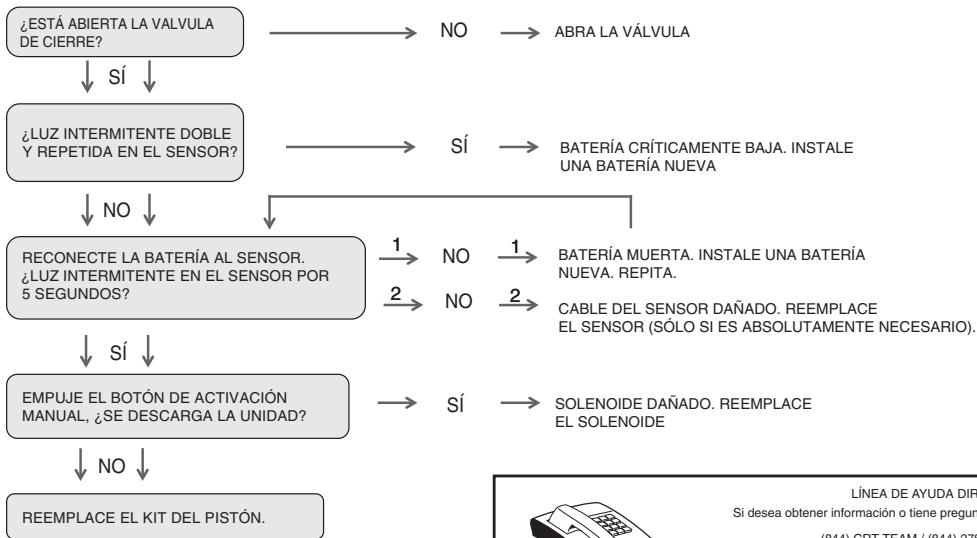 ¿ESTÁ ABIERTA LA VALVULA
DE CIERRE?
NO
ABRA LA VÁLVULA
SÍ
¿LUZ INTERMITENTE DOBLE
Y REPETIDA EN EL SENSOR?
SÍ
BATERÍA CRÍTICAMENTE BAJA. INSTALE
UNA BATERÍA NUEVA
NO
RECONECTE LA BATERÍA AL SENSOR.
¿LUZ INTERMITENTE EN EL SENSOR POR
5 SEGUNDOS?
1 NO 1
BATERÍA MUERTA. INSTALE UNA BATERÍA
NUEVA. REPITA.
2 NO 2
CABLE DEL SENSOR DAÑADO. REEMPLACE
EL SENSOR (SÓLO SI ES ABSOLUTAMENTE NECESARIO).
SÍ
EMPUJE EL BOTÓN DE ACTIVACIÓN
MANUAL, ¿SE DESCARGA LA UNIDAD?
SÍ
SOLENOIDE DAÑADO. REEMPLACE
EL SOLENOIDE
NO
REEMPLACE EL KIT DEL PISTÓN.
LÍNEA DE AYUDA DIR
Si desea obtener información o tiene pregun